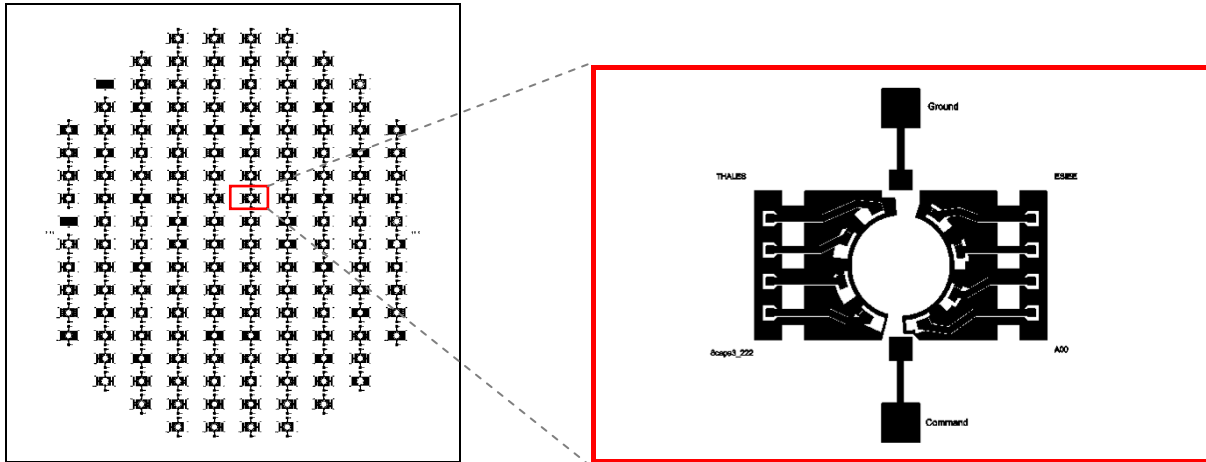 Ground
THALES
ESIEE
8caps3_222
A00
Command